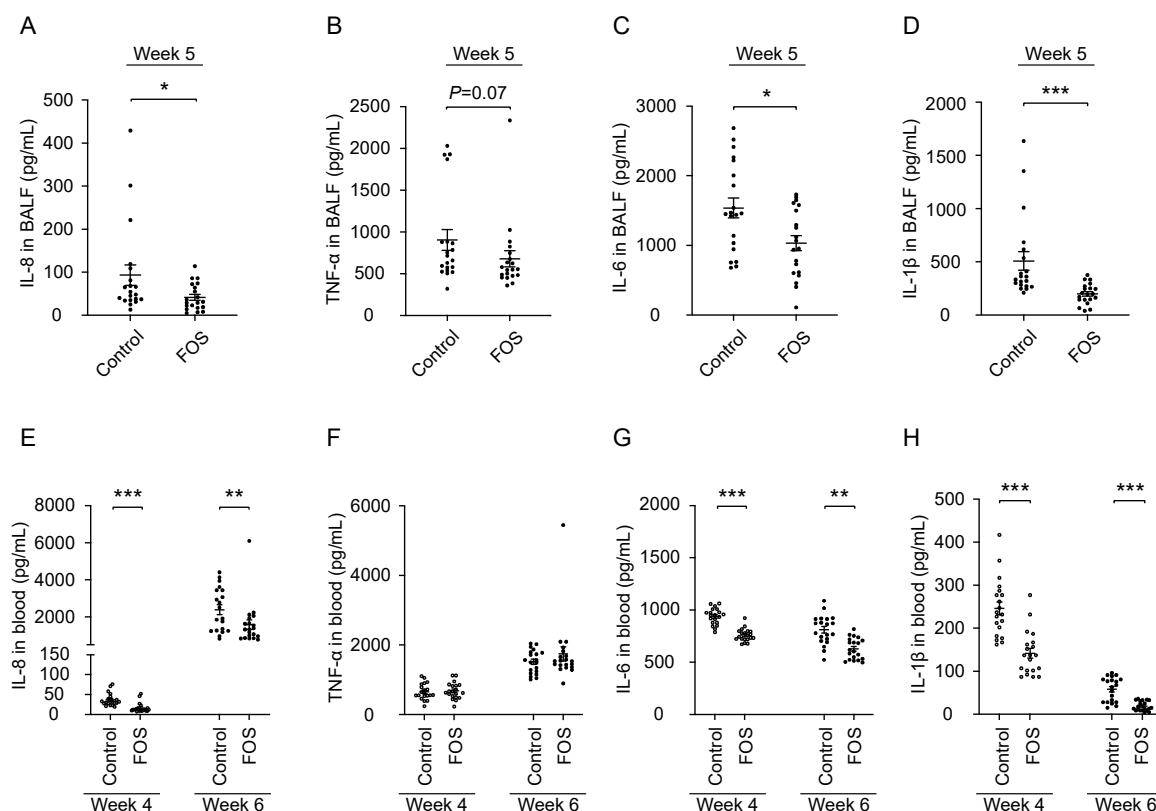 A
Week 5
*
IL-8 in BALF (pg/mL)
500
400
300
200
100
0
Control
FOS
B
Week 5
P=0.07
TNF-α in BALF (pg/mL)
2500
2000
1500
1000
500
0
Control
FOS
C
Week 5
*
IL-6 in BALF (pg/mL)
3000
2000
1000
0
Control
FOS
D
Week 5
***
IL-1β in BALF (pg/mL)
2000
1500
1000
500
0
Control
FOS
E
***
**
IL-8 in blood (pg/mL)
8000
6000
4000
2000
150
100
50
0
Control
FOS
Control
FOS
Week 4
Week 6
F
TNF-α in blood (pg/mL)
6000
4000
2000
0
Control
FOS
Control
FOS
Week 4
Week 6
G
***
**
IL-6 in blood (pg/mL)
2000
1500
1000
500
0
Control
FOS
Control
FOS
Week 4
Week 6
H
***
***
IL-1β in blood (pg/mL)
500
400
300
200
100
0
Control
FOS
Control
FOS
Week 4
Week 6